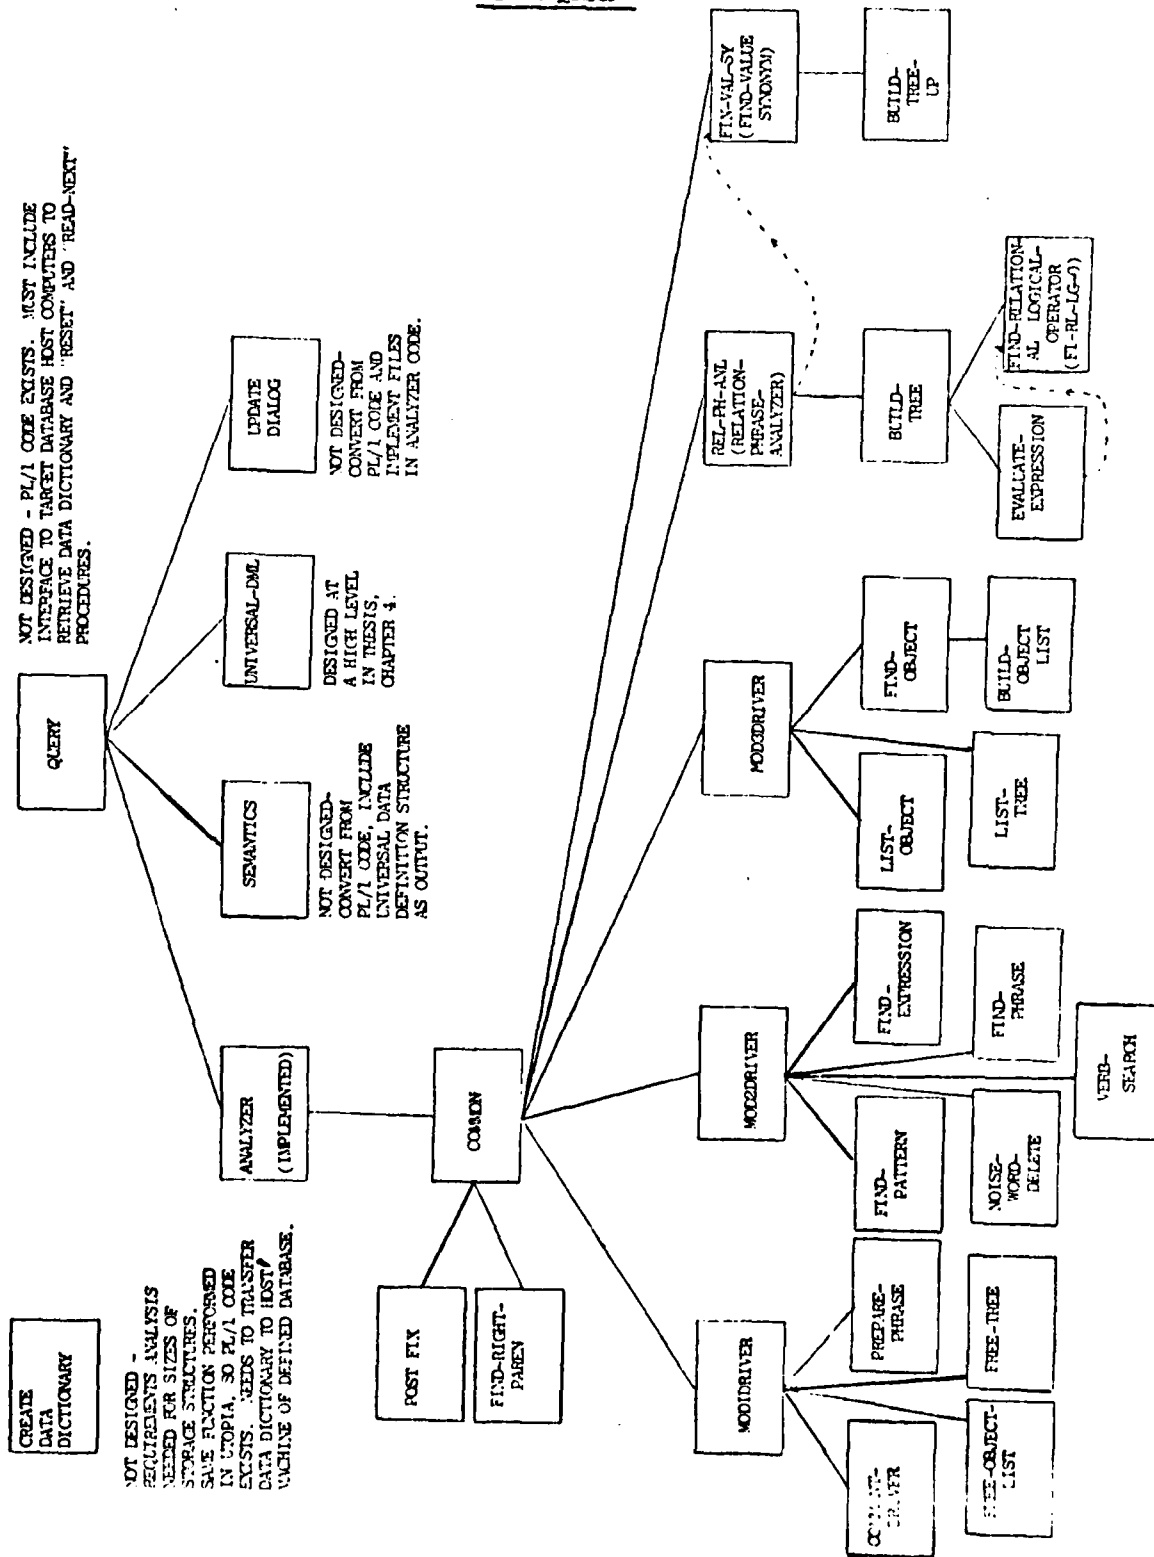 CREATE
DATA
DICTIONARY
NOT DESIGNED -
REQUIREMENTS ANALYSIS
NEEDED FOR SIZES OF
STORAGE STRUCTURES.
SAME FUNCTION PERFORMED
IN UTOPIA, SO PL/1 CODE
EXISTS. NEEDS TO TRANSFER
DATA DICTIONARY TO HOST
MACHINE OF DEFINED DATABASE.
QUERY
NOT DESIGNED - PL/1 CODE EXISTS. MUST INCLUDE
INTERFACE TO TARGET DATABASE HOST COMPUTERS TO
RETRIEVE DATA DICTIONARY AND "RESET" AND "READ-NEXT"
PROCEDURES.
ANALYZER
(IMPLEMENTED)
SEMANTICS
NOT DESIGNED-
CONVERT FROM
PL/1 CODE, INCLUDE
UNIVERSAL DATA
DEFINITION STRUCTURE
AS OUTPUT.
UNIVERSAL-DML
DESIGNED AT
A HIGH LEVEL
IN THESIS,
CHAPTER 4.
UPDATE
DIALOG
NOT DESIGNED-
CONVERT FROM
PL/1 CODE AND
IMPLEMENT FILES
IN ANALYZER CODE.
POST FIX
FIND-RIGHT-
PAREN
COMMON
MOD1DRIVER
MOD2DRIVER
MOD3DRIVER
REL-PH-ANL
(RELATION-
PHRASE-
ANALYZER)
FIN-VAL-SY
(FIND-VALUE
SYNONYM)
COMMENT-
DRIVER
PREPARE-
PHRASE
FREE-OBJECT-
LIST
FREE-TREE
FIND-
PATTERN
FIND-
EXPRESSION
NOISE-
WORD-
DELETE
FIND-
PHRASE
VERB-
SEARCH
LIST-
OBJECT
FIND-
OBJECT
LIST-
TREE
BUILD-
OBJECT
LIST
BUILD-
TREE
EVALUATE-
EXPRESSION
FIND-RELATION-
AL LOGICAL-
OPERATOR
(FI-RL-LG-O)
BUILD-
TREE-
UP